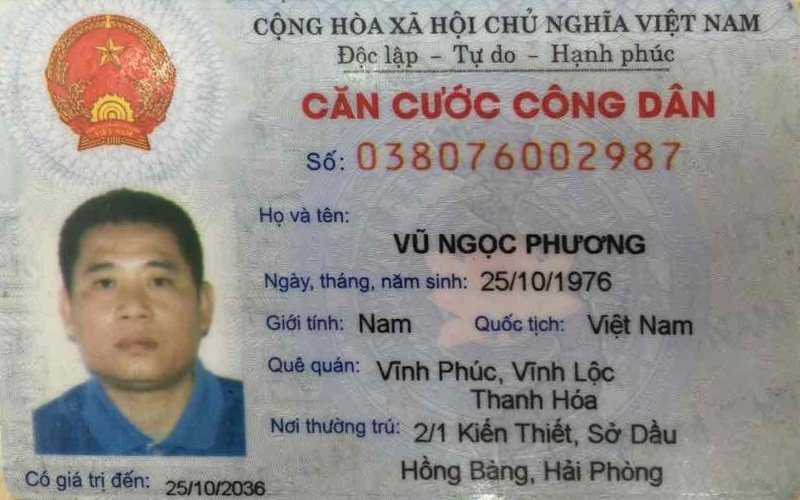 CỘNG HÒA XÃ HỘI CHỦ NGHĨA VIỆT NAM
Độc lập – Tự do – Hạnh phúc
CĂN CƯỚC CÔNG DÂN
Số: 038076002987
Họ và tên:
VŨ NGỌC PHƯƠNG
Ngày, tháng, năm sinh: 25/10/1976
Giới tính: Nam Quốc tịch: Việt Nam
Quê quán: Vĩnh Phúc, Vĩnh Lộc
Thanh Hóa
Nơi thường trú: 2/1 Kiến Thiết, Sở Dầu
Hồng Bàng, Hải Phòng
Có giá trị đến: 25/10/2036
VIỆT NAM